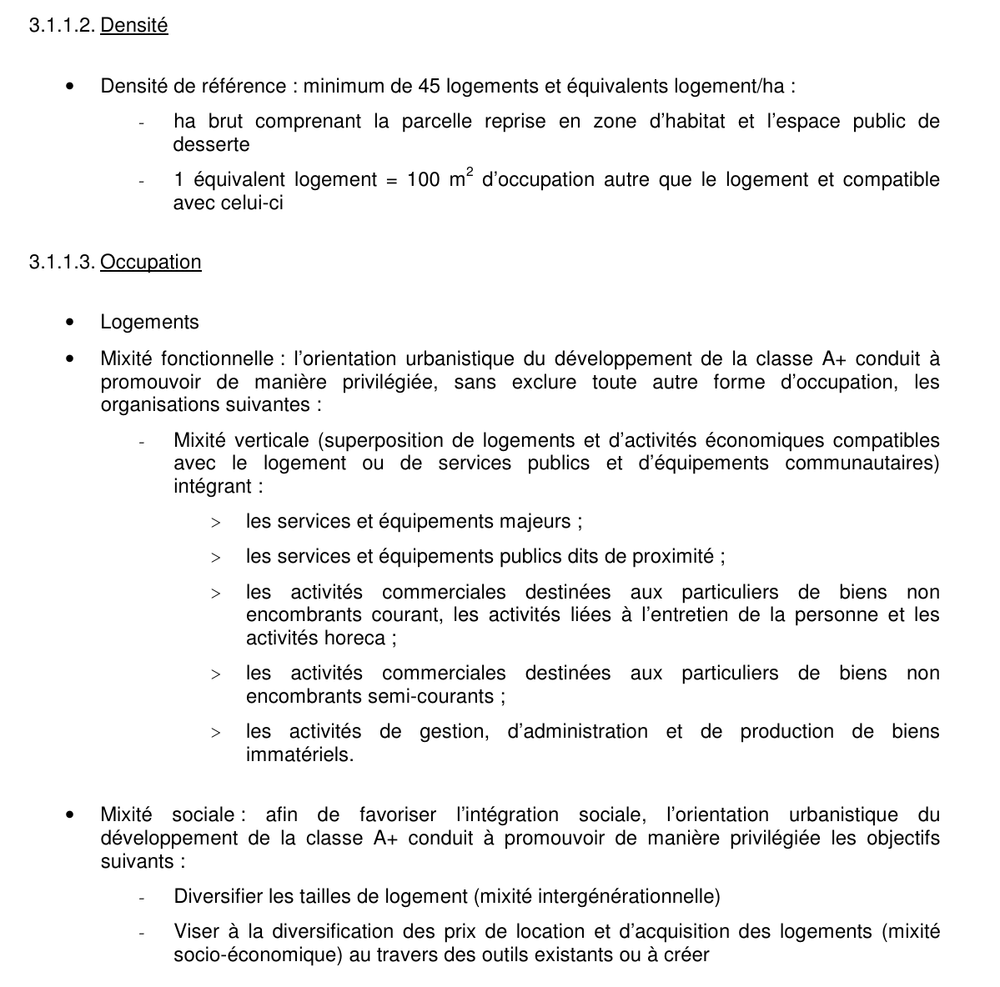 3.1.1.2. Densité
• Densité de référence : minimum de 45 logements et équivalents logement/ha :
- ha brut comprenant la parcelle reprise en zone d’habitat et l’espace public de
desserte
- 1 équivalent logement = 100 m² d’occupation autre que le logement et compatible
avec celui-ci
3.1.1.3. Occupation
• Logements
• Mixité fonctionnelle : l’orientation urbanistique du développement de la classe A+ conduit à
promouvoir de manière privilégiée, sans exclure toute autre forme d’occupation, les
organisations suivantes :
- Mixité verticale (superposition de logements et d’activités économiques compatibles
avec le logement ou de services publics et d’équipements communautaires)
intégrant :
> les services et équipements majeurs ;
> les services et équipements publics dits de proximité ;
> les activités commerciales destinées aux particuliers de biens non
encombrants courant, les activités liées à l’entretien de la personne et les
activités horeca ;
> les activités commerciales destinées aux particuliers de biens non
encombrants semi-courants ;
> les activités de gestion, d’administration et de production de biens
immatériels.
• Mixité sociale : afin de favoriser l’intégration sociale, l’orientation urbanistique du
développement de la classe A+ conduit à promouvoir de manière privilégiée les objectifs
suivants :
- Diversifier les tailles de logement (mixité intergénérationnelle)
- Viser à la diversification des prix de location et d’acquisition des logements (mixité
socio-économique) au travers des outils existants ou à créer